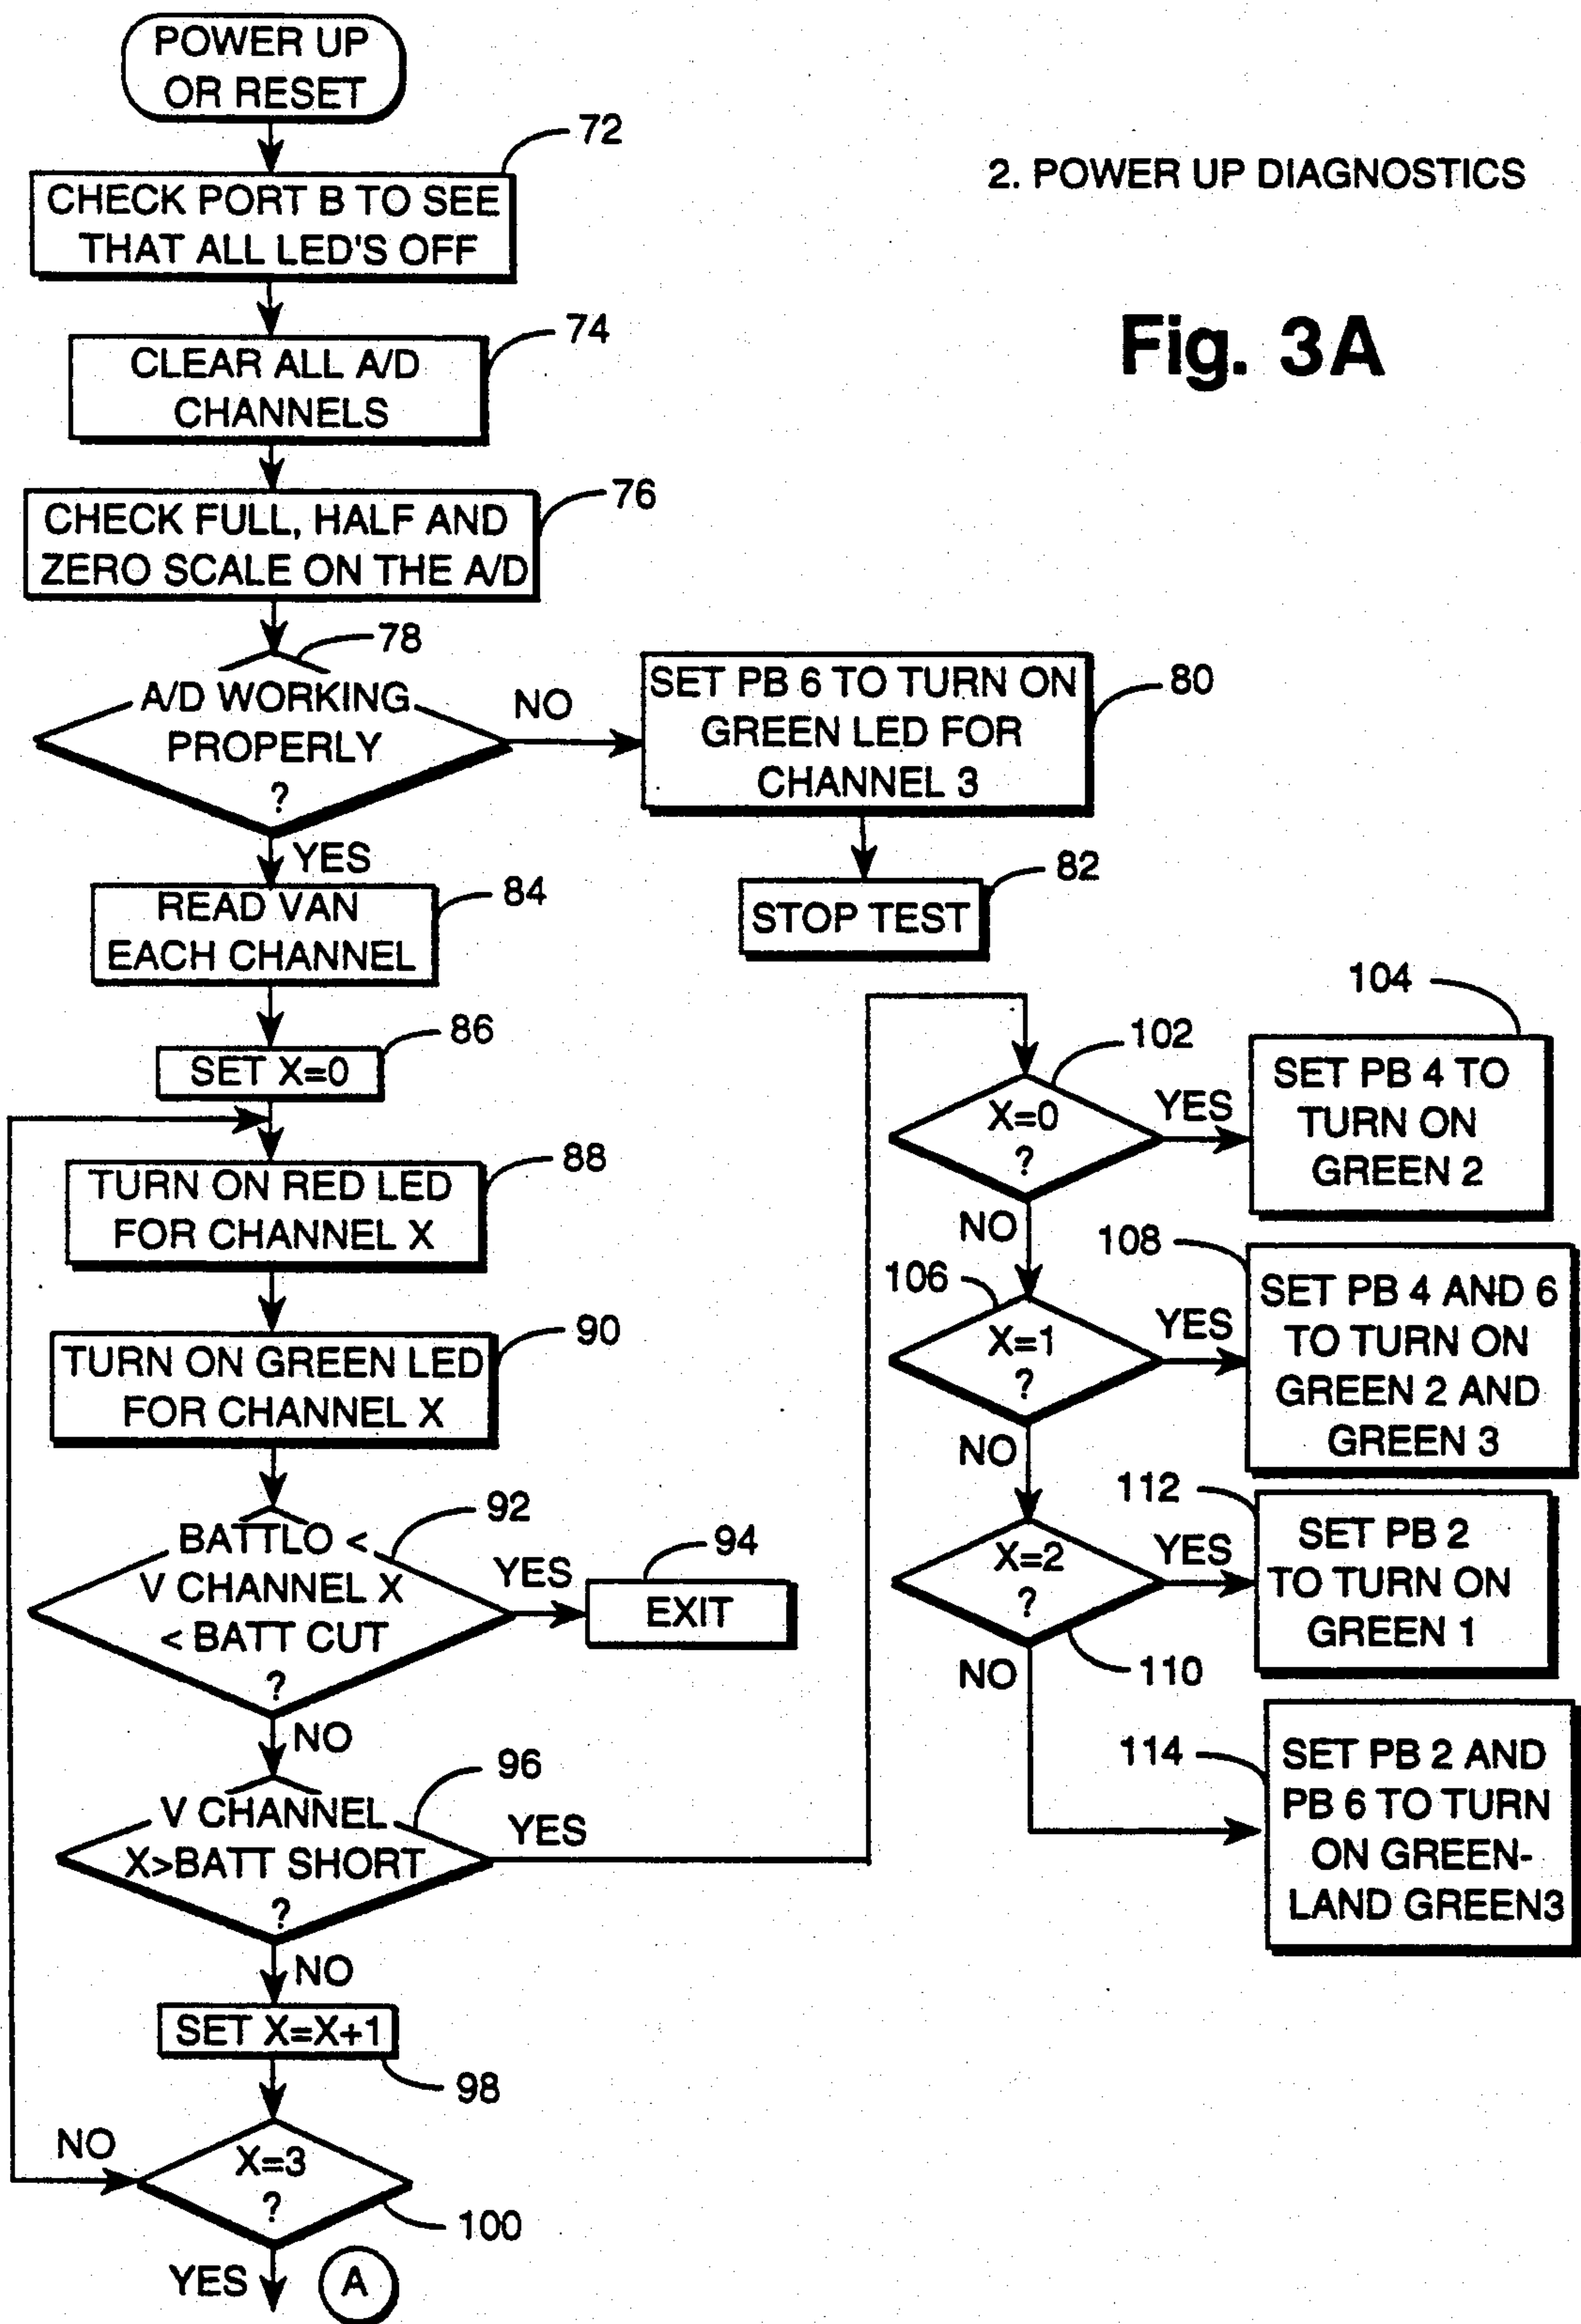 POWER UP
OR RESET
72
CHECK PORT B TO SEE
THAT ALL LED'S OFF
2. POWER UP DIAGNOSTICS
Fig. 3A
74
CLEAR ALL A/D
CHANNELS
76
CHECK FULL, HALF AND
ZERO SCALE ON THE A/D
78
A/D WORKING
PROPERLY
?
NO
SET PB 6 TO TURN ON
GREEN LED FOR
CHANNEL 3
80
YES
82
STOP TEST
84
READ VAN
EACH CHANNEL
86
SET X=0
88
TURN ON RED LED
FOR CHANNEL X
90
TURN ON GREEN LED
FOR CHANNEL X
92
BATTLO <
V CHANNEL X
< BATT CUT
?
YES
94
EXIT
NO
96
V CHANNEL
X>BATT SHORT
?
YES
NO
SET X=X+1
98
NO
X=3
?
100
YES
A
102
X=0
?
YES
104
SET PB 4 TO
TURN ON
GREEN 2
NO
106
X=1
?
YES
108
SET PB 4 AND 6
TO TURN ON
GREEN 2 AND
GREEN 3
NO
X=2
?
110
YES
112
SET PB 2
TO TURN ON
GREEN 1
NO
114
SET PB 2 AND
PB 6 TO TURN
ON GREEN-
LAND GREEN3